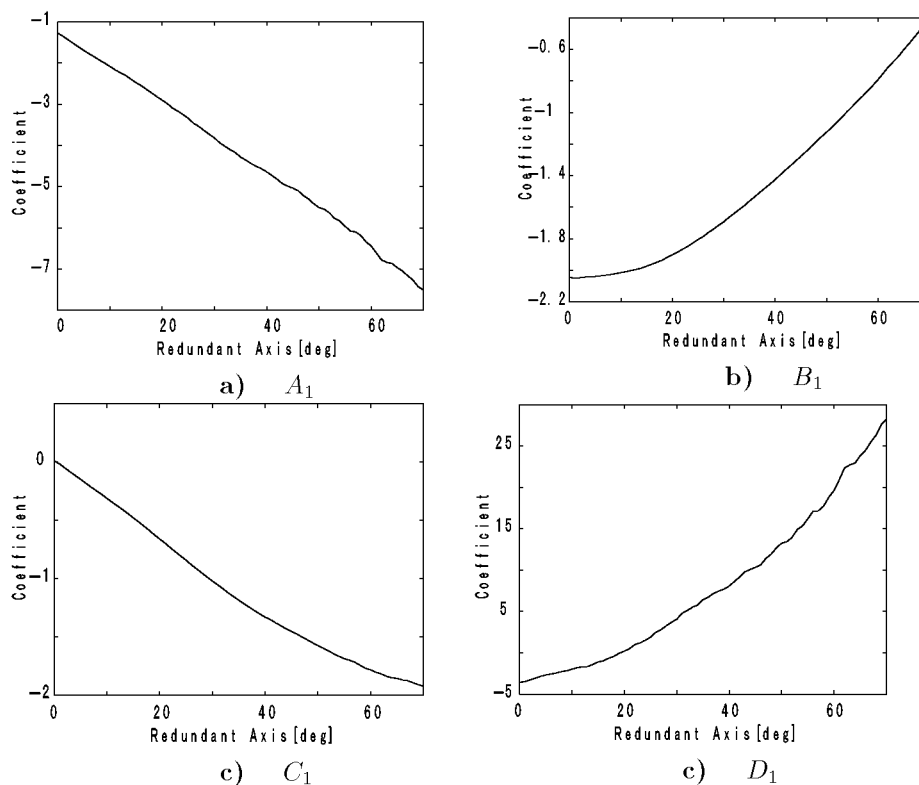 -1
-3
-5
-7
Coefficient
0 20 40 60
Redundant Axis[deg]
a) A1
-0.6
-1
-1.4
-1.8
-2.2
Coefficient
0 20 40 60
Redundant Axis[deg]
b) B1
0
-1
-2
Coefficient
0 20 40 60
Redundant Axis[deg]
c) C1
25
15
5
-5
Coefficient
0 20 40 60
Redundant Axis[deg]
c) D1